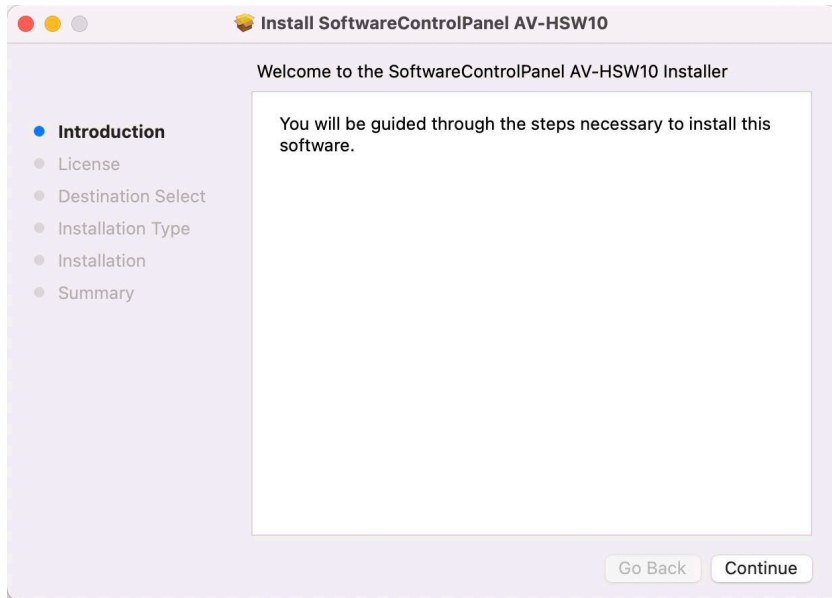 Install SoftwareControlPanel AV-HSW10
Welcome to the SoftwareControlPanel AV-HSW10 Installer
Introduction
License
Destination Select
Installation Type
Installation
Summary
You will be guided through the steps necessary to install this
software.
Go Back
Continue